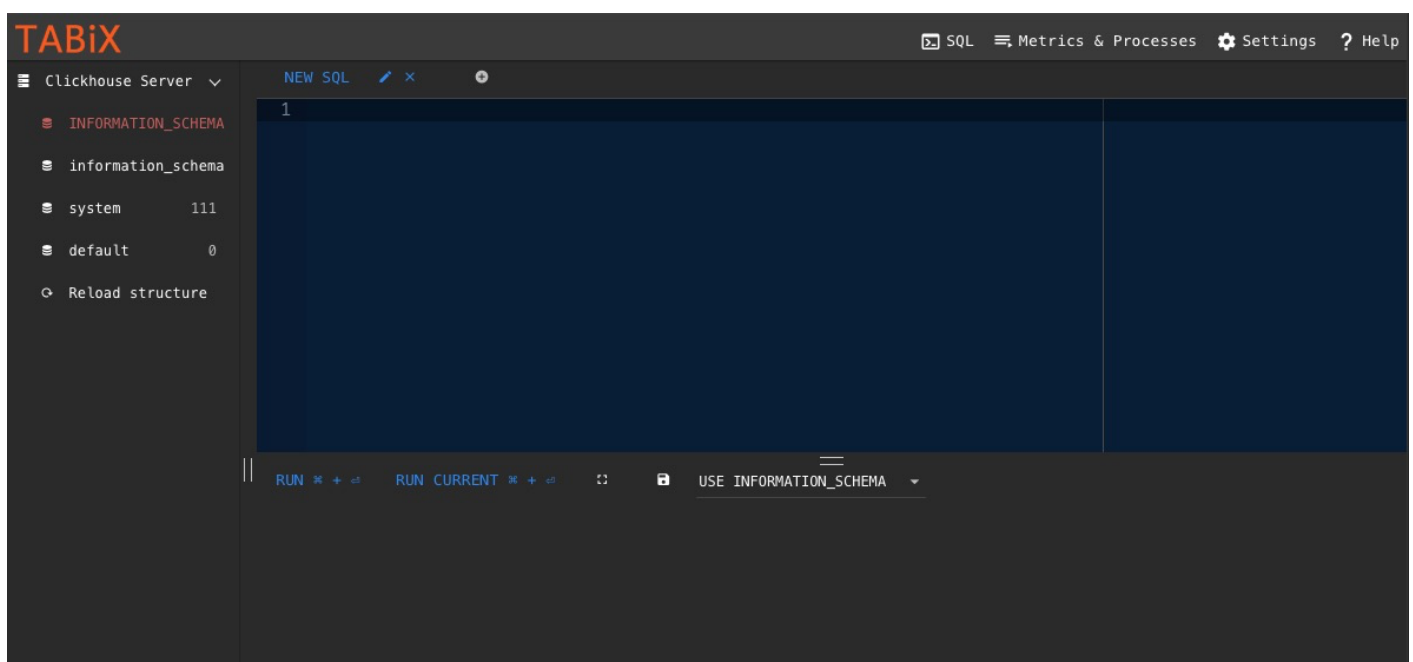 TABiX
SQL Metrics & Processes Settings ? Help
Clickhouse Server
NEW SQL
INFORMATION_SCHEMA
1
information_schema
system 111
default 0
Reload structure
RUN ⌘ + ⏎ RUN CURRENT ⌘ + ⏎ USE INFORMATION_SCHEMA